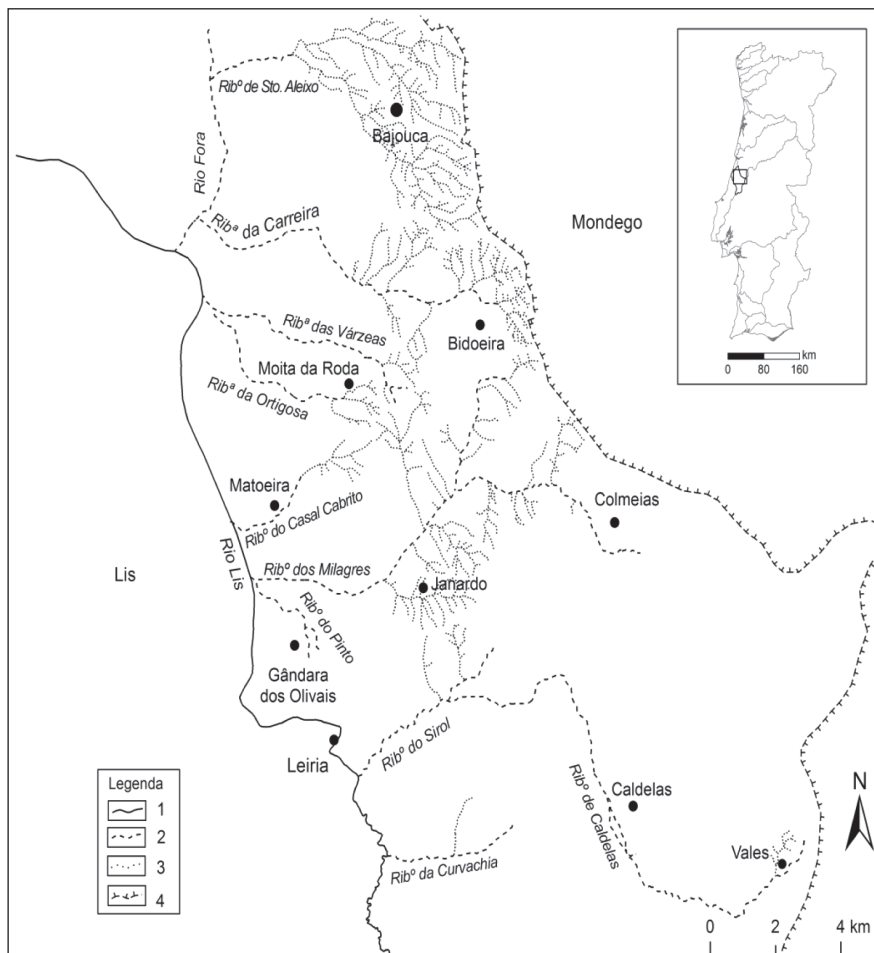 Ribº de Sto. Aleixo
Bajouca
Rio Fora
Ribª da Carreira
Mondego
km
0 80 160
Ribª das Várzeas
Bidoeira
Moita da Roda
Ribª da Ortigosa
Matoeira
Colmeias
Ribº do Casal Cabrito
Rio Lis
Lis
Ribº dos Milagres
Janardo
Ribº do Pinto
Gândara
dos Olivais
Ribº do Sirol
Leiria
Legenda
1
2
3
4
Caldelas
Ribº de Caldelas
N
Vales
Ribº da Curvachia
0 2 4 km